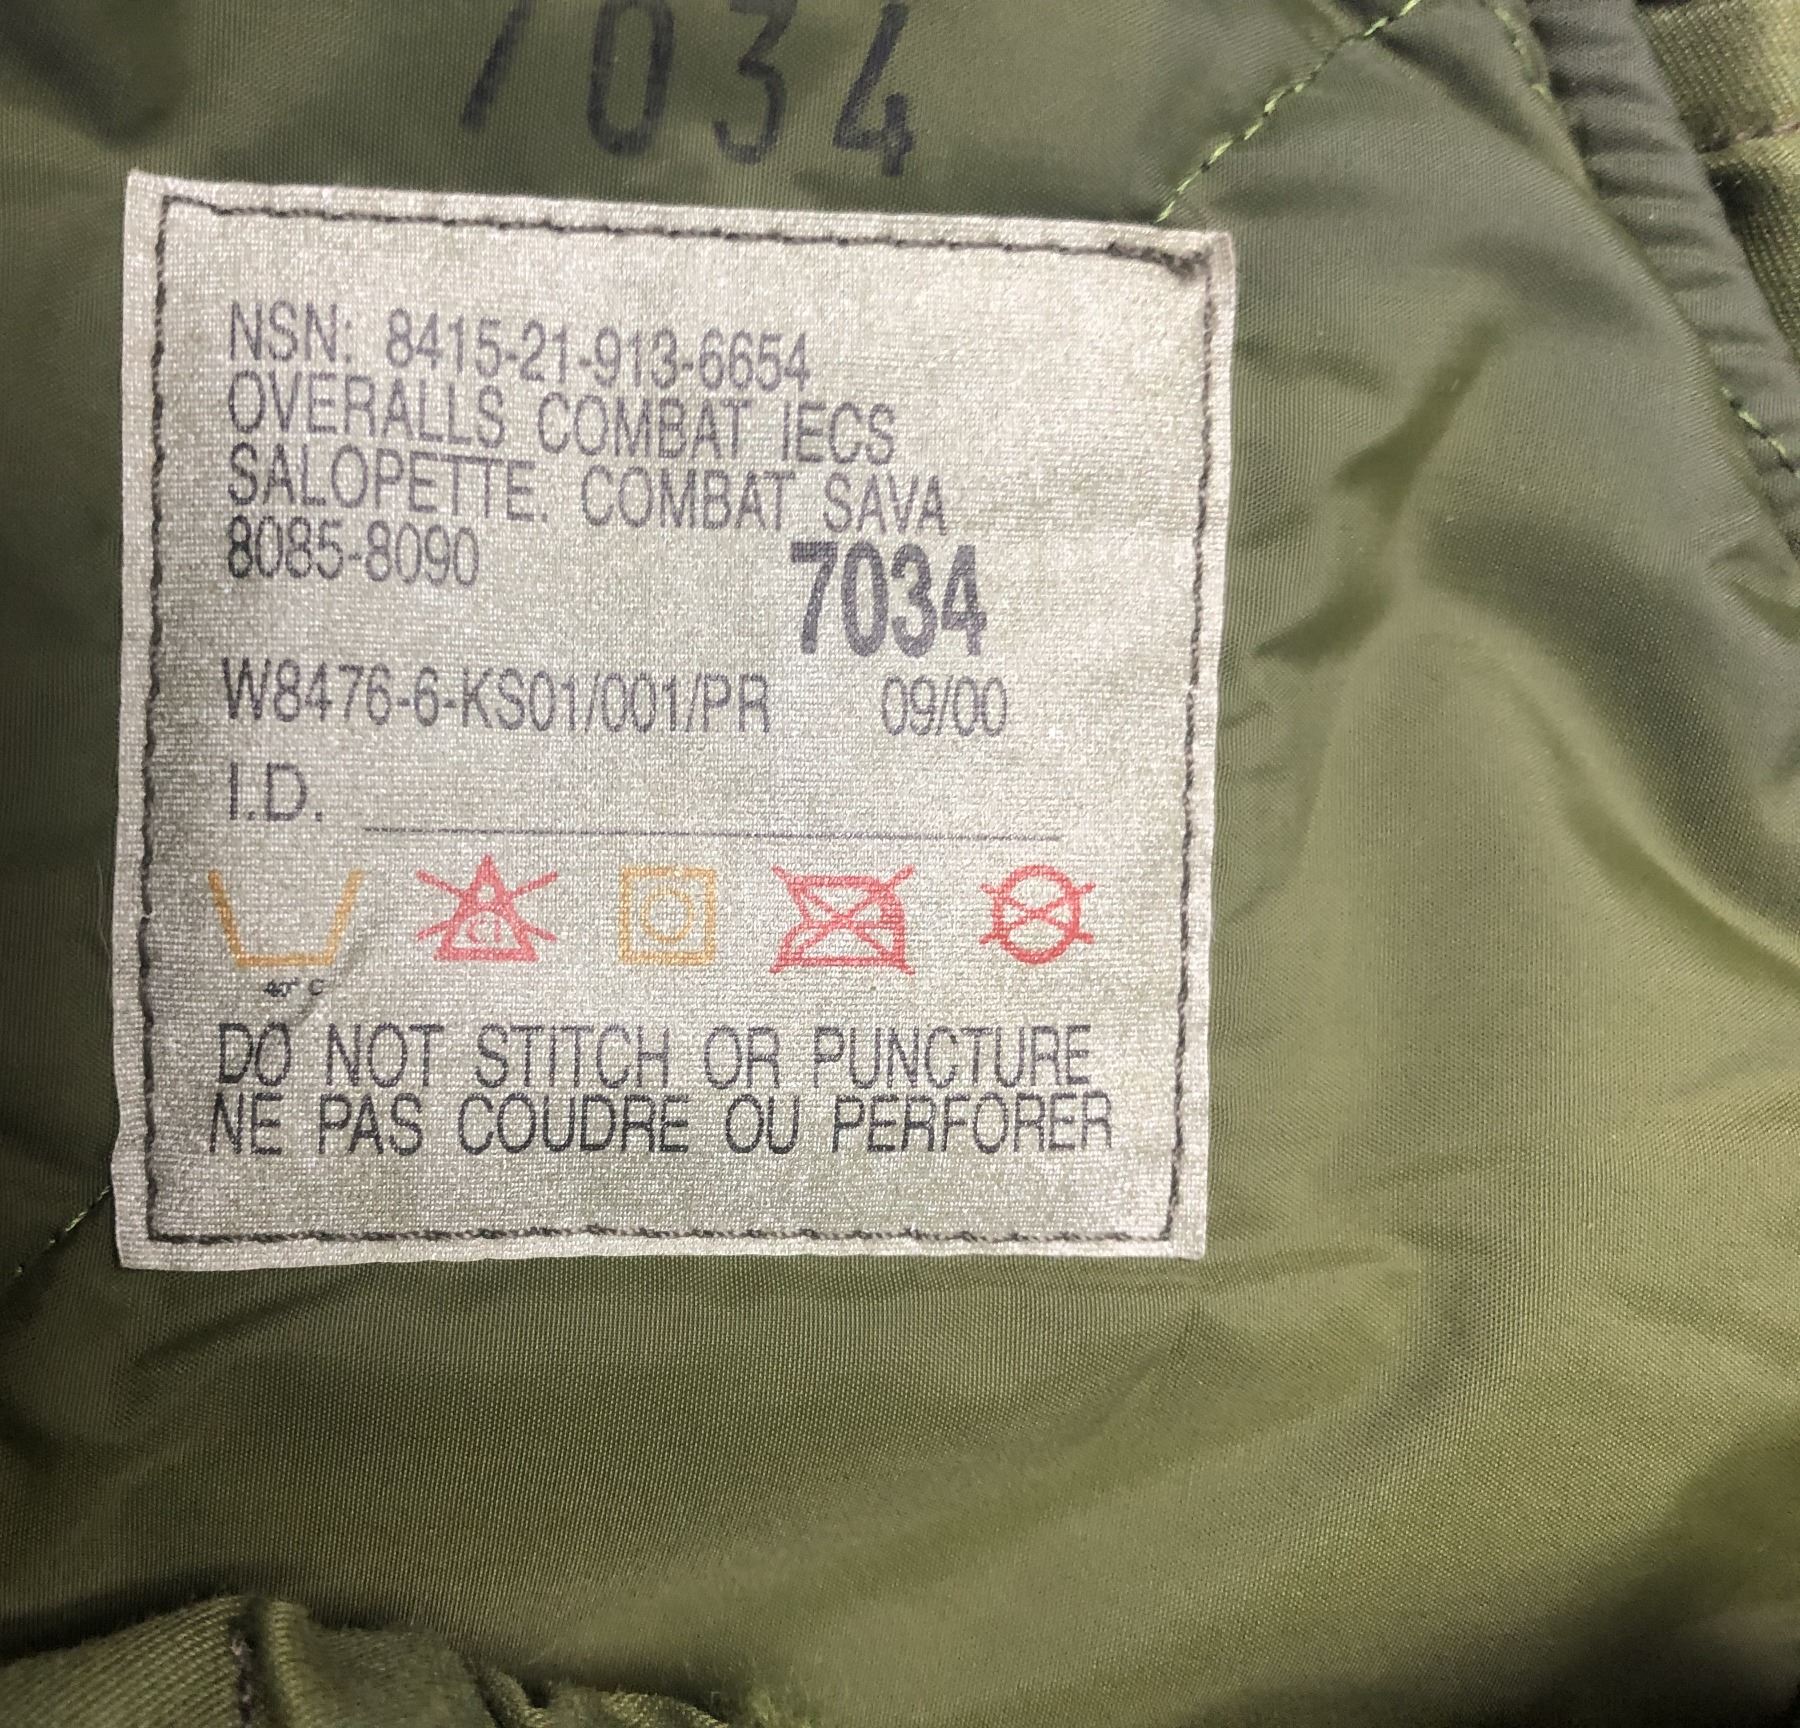 7034
NSN: 8415-21-913-6654
OVERALLS COMBAT IECS
SALOPETTE. COMBAT SAVA
8085-8090
7034
W8476-6-KS01/001/PR 09/00
I.D.
Cl
40° C
DO NOT STITCH OR PUNCTURE
NE PAS COUDRE OU PERFORER